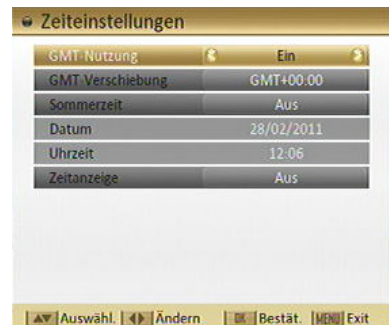 Zeiteinstellungen
GMT-Nutzung Ein
GMT Verschiebung GMT+00:00
Sommerzeit Aus
Datum 28/02/2011
Uhrzeit 12:06
Zeitanzeige Aus
Auswähl. Ändern OK Bestät. MENU Exit